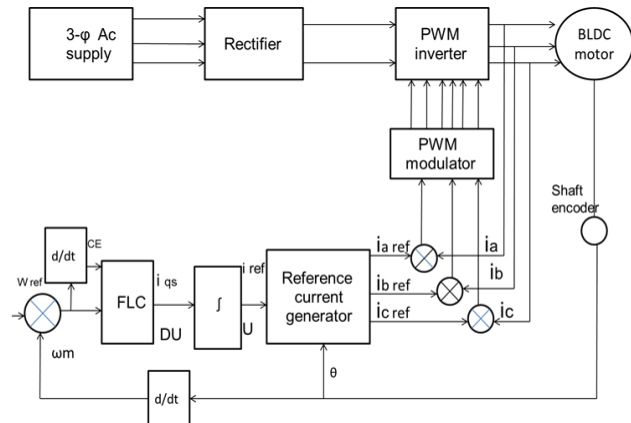 3-φ Ac
supply
Rectifier
PWM
inverter
BLDC
motor
PWM
modulator
Shaft
encoder
d/dt
CE
W ref
FLC
i qs
DU
∫
i ref
U
Reference
current
generator
ia ref
ia
ib ref
ib
ic ref
ic
ωm
θ
d/dt